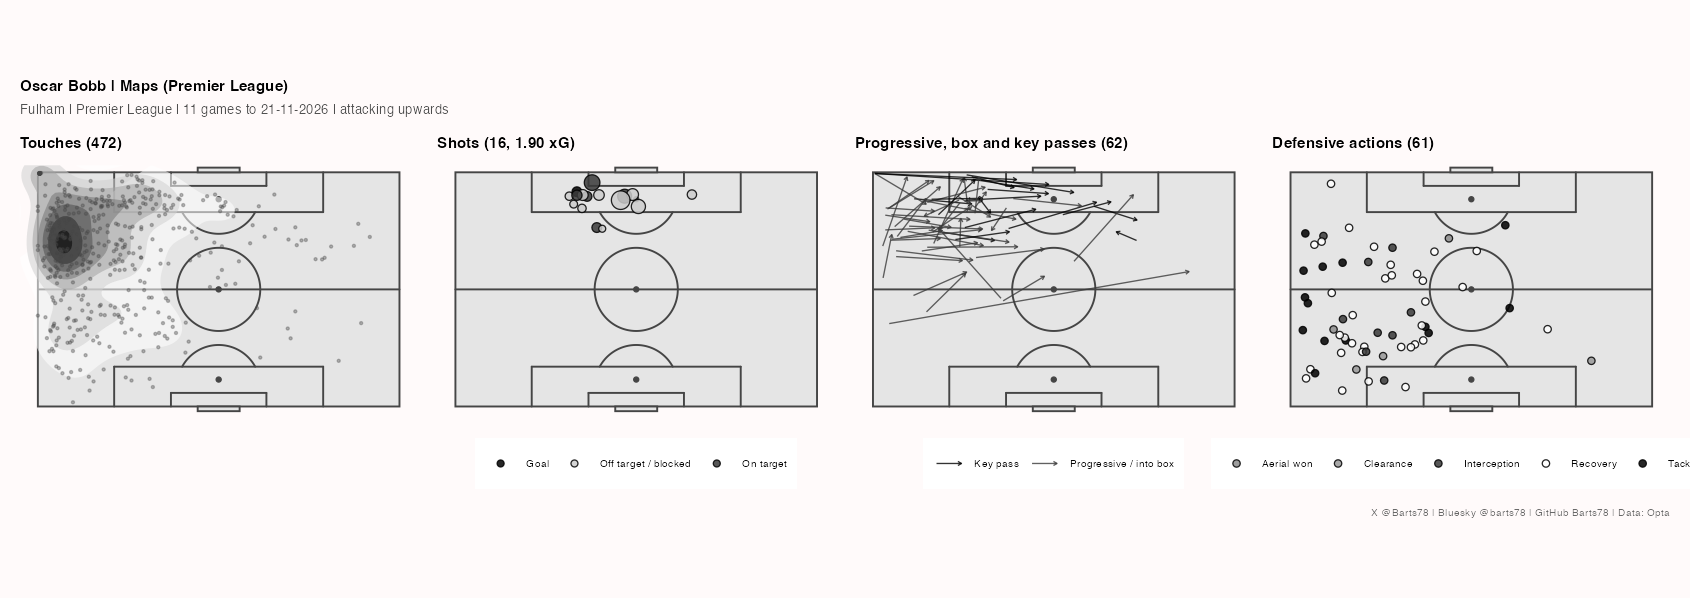 Oscar Bobb | Maps (Premier League)
Fulham | Premier League | 11 games to 21-11-2026 | attacking upwards
Touches (472)
Shots (16, 1.90 xG)
Progressive, box and key passes (62)
Defensive actions (61)
Goal
Off target / blocked
On target
Key pass
Progressive / into box
Aerial won
Clearance
Interception
Recovery
Tack
X @Barts78 | Bluesky @barts78 | GitHub Barts78 | Data: Opta